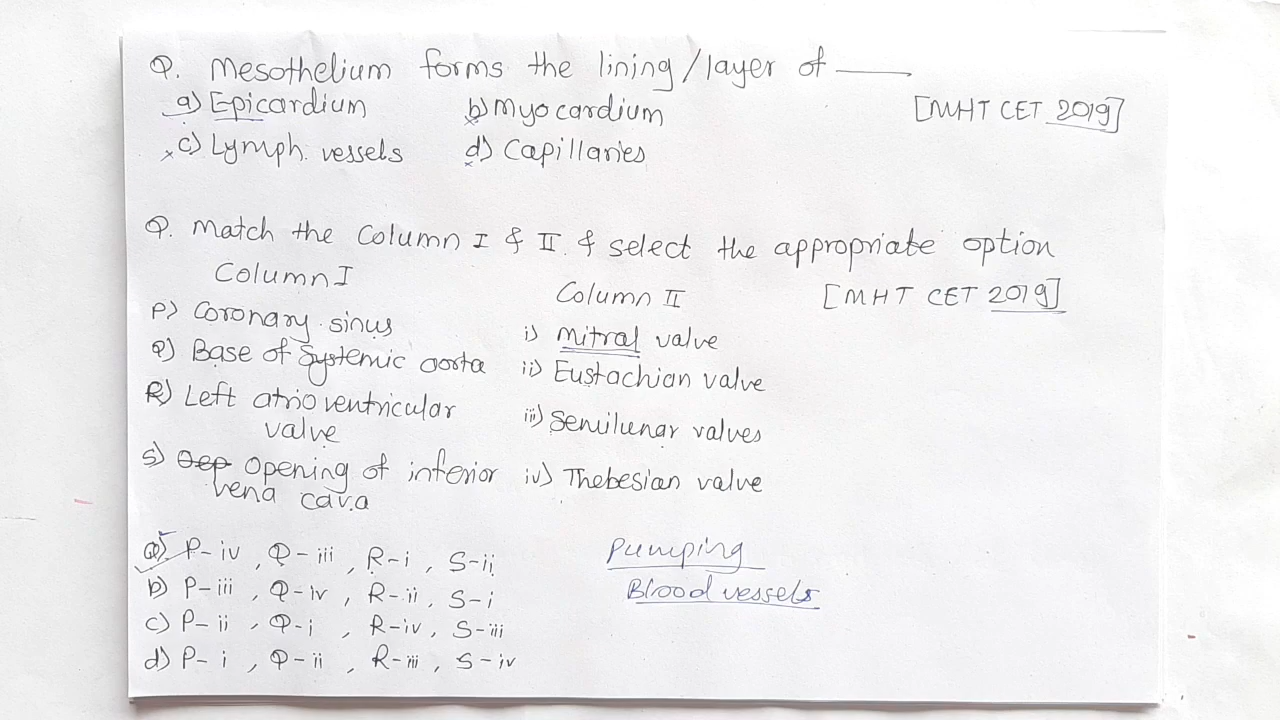 Q. Mesothelium forms the lining/layer of ____
a) Epicardium b) Myocardium [MHT CET 2019]
c) Lymph. vessels d) Capillaries
Q. Match the Column I & II. & select the appropriate option
Column I Column II [MHT CET 2019]
P) Coronary sinus i) Mitral valve
Q) Base of Systemic aorta ii) Eustachian valve
R) Left atrioventricular iii) Semilunar valves
valve
S) Opening of inferior iv) Thebesian valve
vena cava
a) P-iv, Q-iii, R-i, S-ii
b) P-iii, Q-iv, R-ii, S-i
c) P-ii, Q-i, R-iv, S-iii
d) P-i, Q-ii, R-iii, S-iv
Pumping
Blood vessels